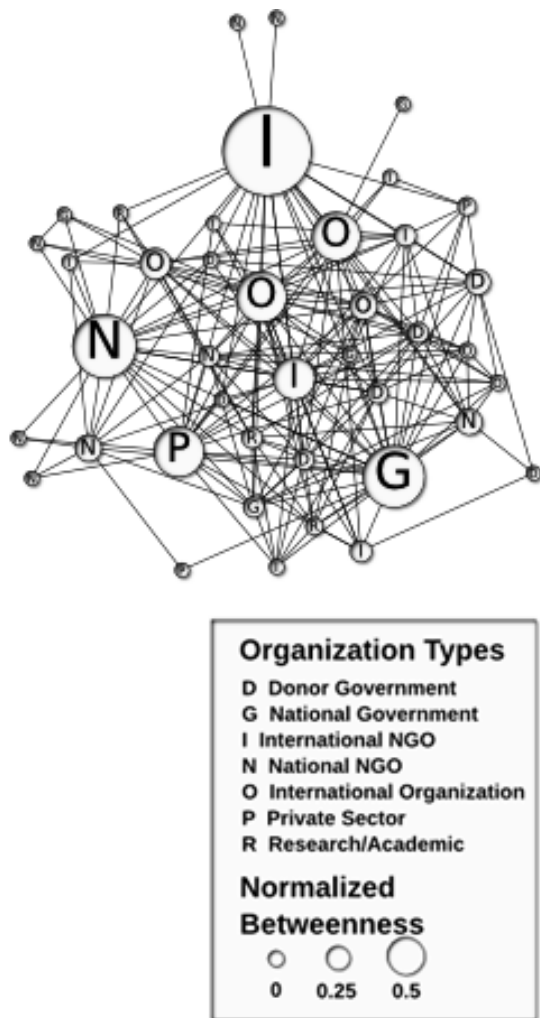 I
O
P
I
D
O
O
O
D
N
N
I
D
N
N
P
R
D
G
G
R
I
Organization Types
D Donor Government
G National Government
I International NGO
N National NGO
O International Organization
P Private Sector
R Research/Academic
Normalized
Betweenness
0 0.25 0.5